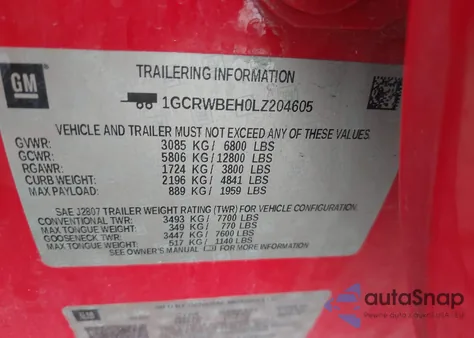 GM
TRAILERING INFORMATION
1GCRWBEH0LZ204605
VEHICLE AND TRAILER MUST NOT EXCEED ANY OF THESE VALUES.
GVWR: 3085 KG / 6800 LBS
GCWR: 5806 KG / 12800 LBS
RGAWR: 1724 KG / 3800 LBS
CURB WEIGHT: 2196 KG / 4841 LBS
MAX PAYLOAD: 889 KG / 1959 LBS
SAE J2807 TRAILER WEIGHT RATING (TWR) FOR VEHICLE CONFIGURATION.
CONVENTIONAL TWR: 3493 KG / 7700 LBS
MAX TONGUE WEIGHT: 349 KG / 770 LBS
GOOSENECK TWR: 3447 KG / 7600 LBS
MAX TONGUE WEIGHT: 517 KG / 1140 LBS
SEE OWNER'S MANUAL
GM
autoSnap